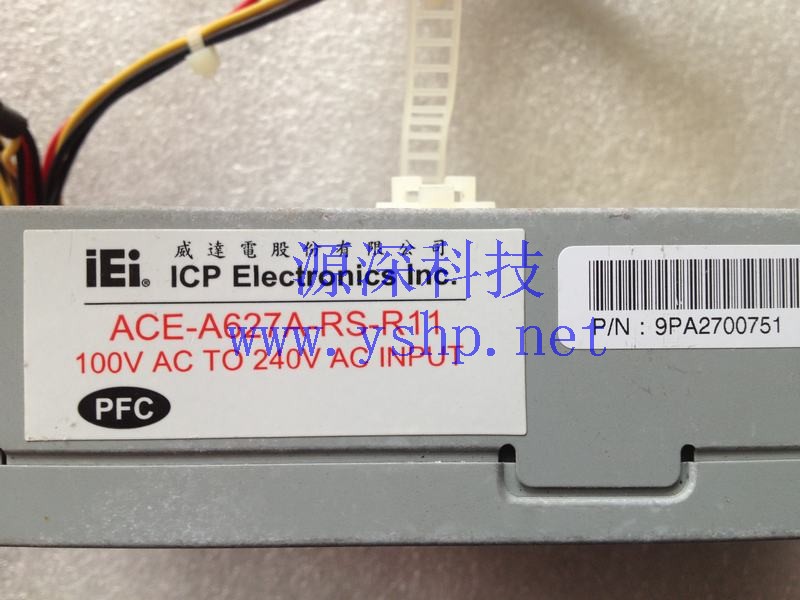 iEi®
威達電股份有限公司
ICP Electronics Inc.
源深科技
www.yshp.net
ACE-A627A-RS-R11
100V AC TO 240V AC INPUT
PFC
P/N : 9PA2700751